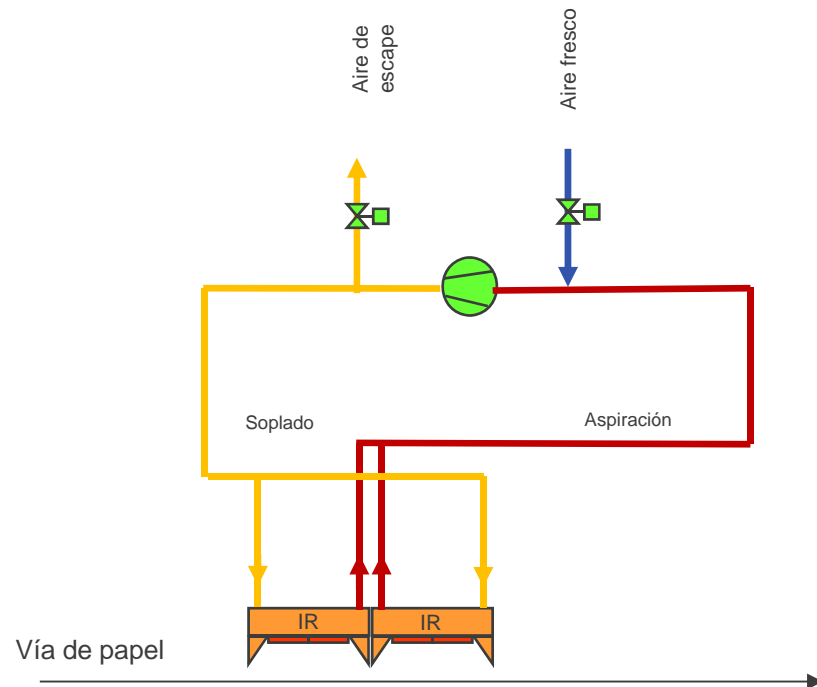 Aire de
escape
Aire fresco
Soplado
Aspiración
IR
IR
Vía de papel